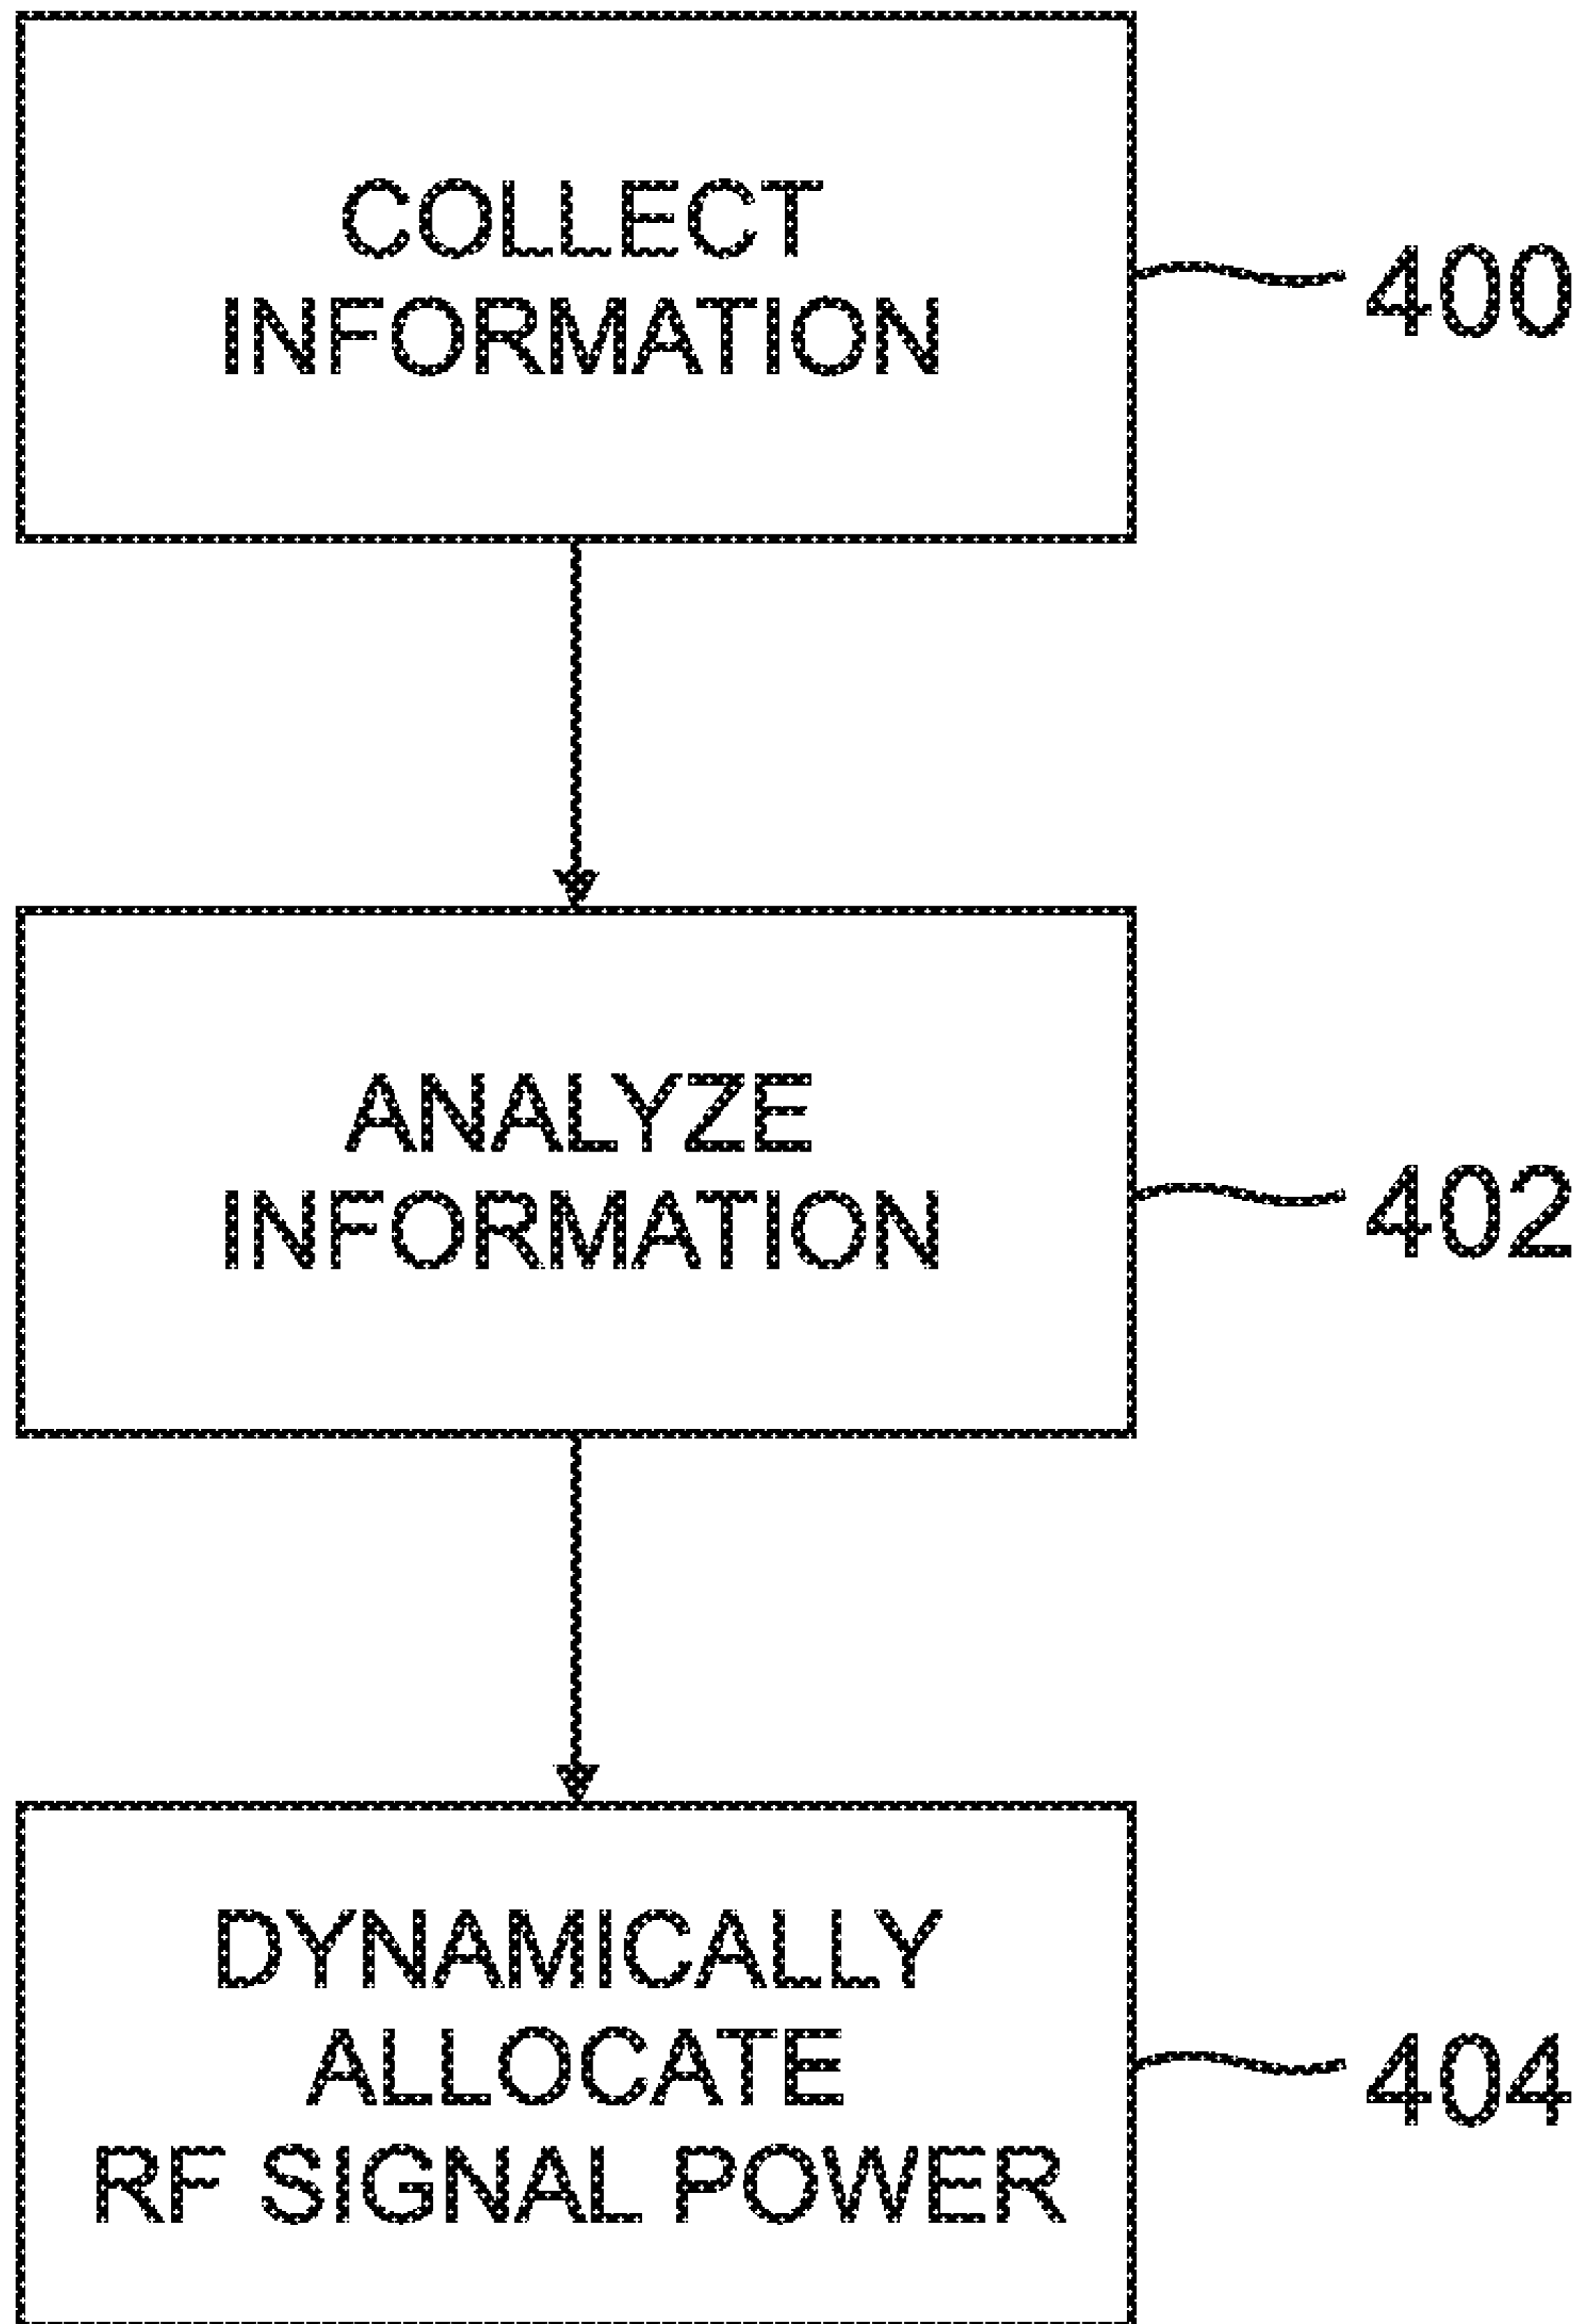 COLLECT
INFORMATION
400
ANALYZE
INFORMATION
402
DYNAMICALLY
ALLOCATE
RF SIGNAL POWER
404